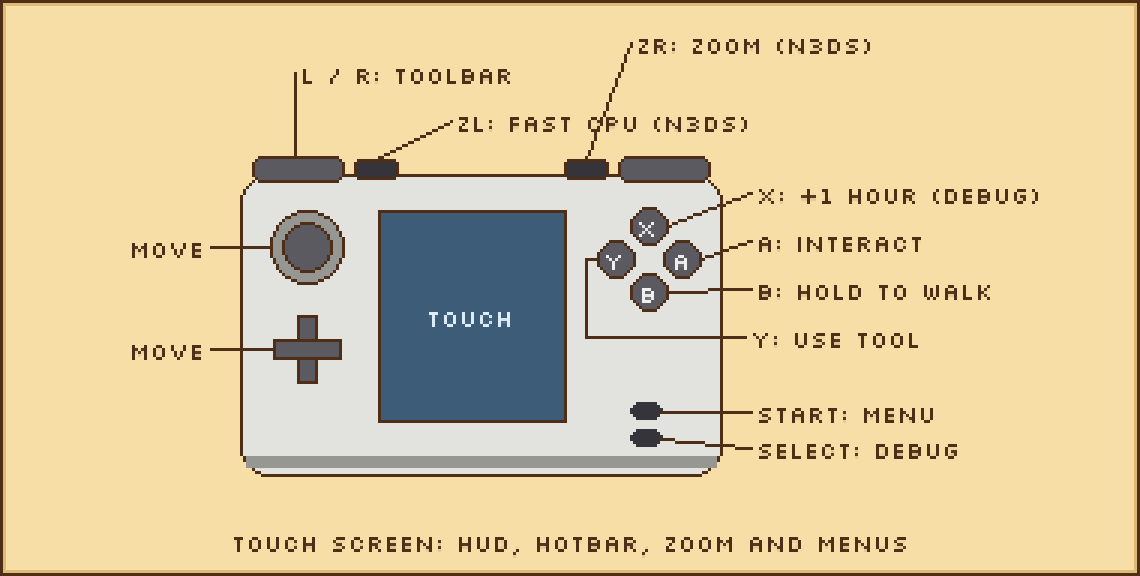 ZR: ZOOM (N3DS)
L / R: TOOLBAR
ZL: FAST CPU (N3DS)
X: +1 HOUR (DEBUG)
X
MOVE
A: INTERACT
Y
A
B: HOLD TO WALK
B
TOUCH
Y: USE TOOL
MOVE
START: MENU
SELECT: DEBUG
TOUCH SCREEN: HUD, HOTBAR, ZOOM AND MENUS